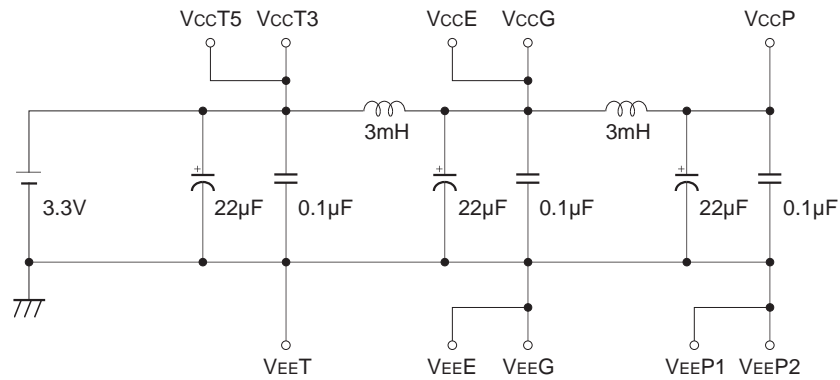 VCCT5 VCCT3 VCCE VCCG VCCP
3mH 3mH
+ + +
3.3V 22µF 0.1µF 22µF 0.1µF 22µF 0.1µF
VEET VEEE VEEG VEEP1 VEEP2